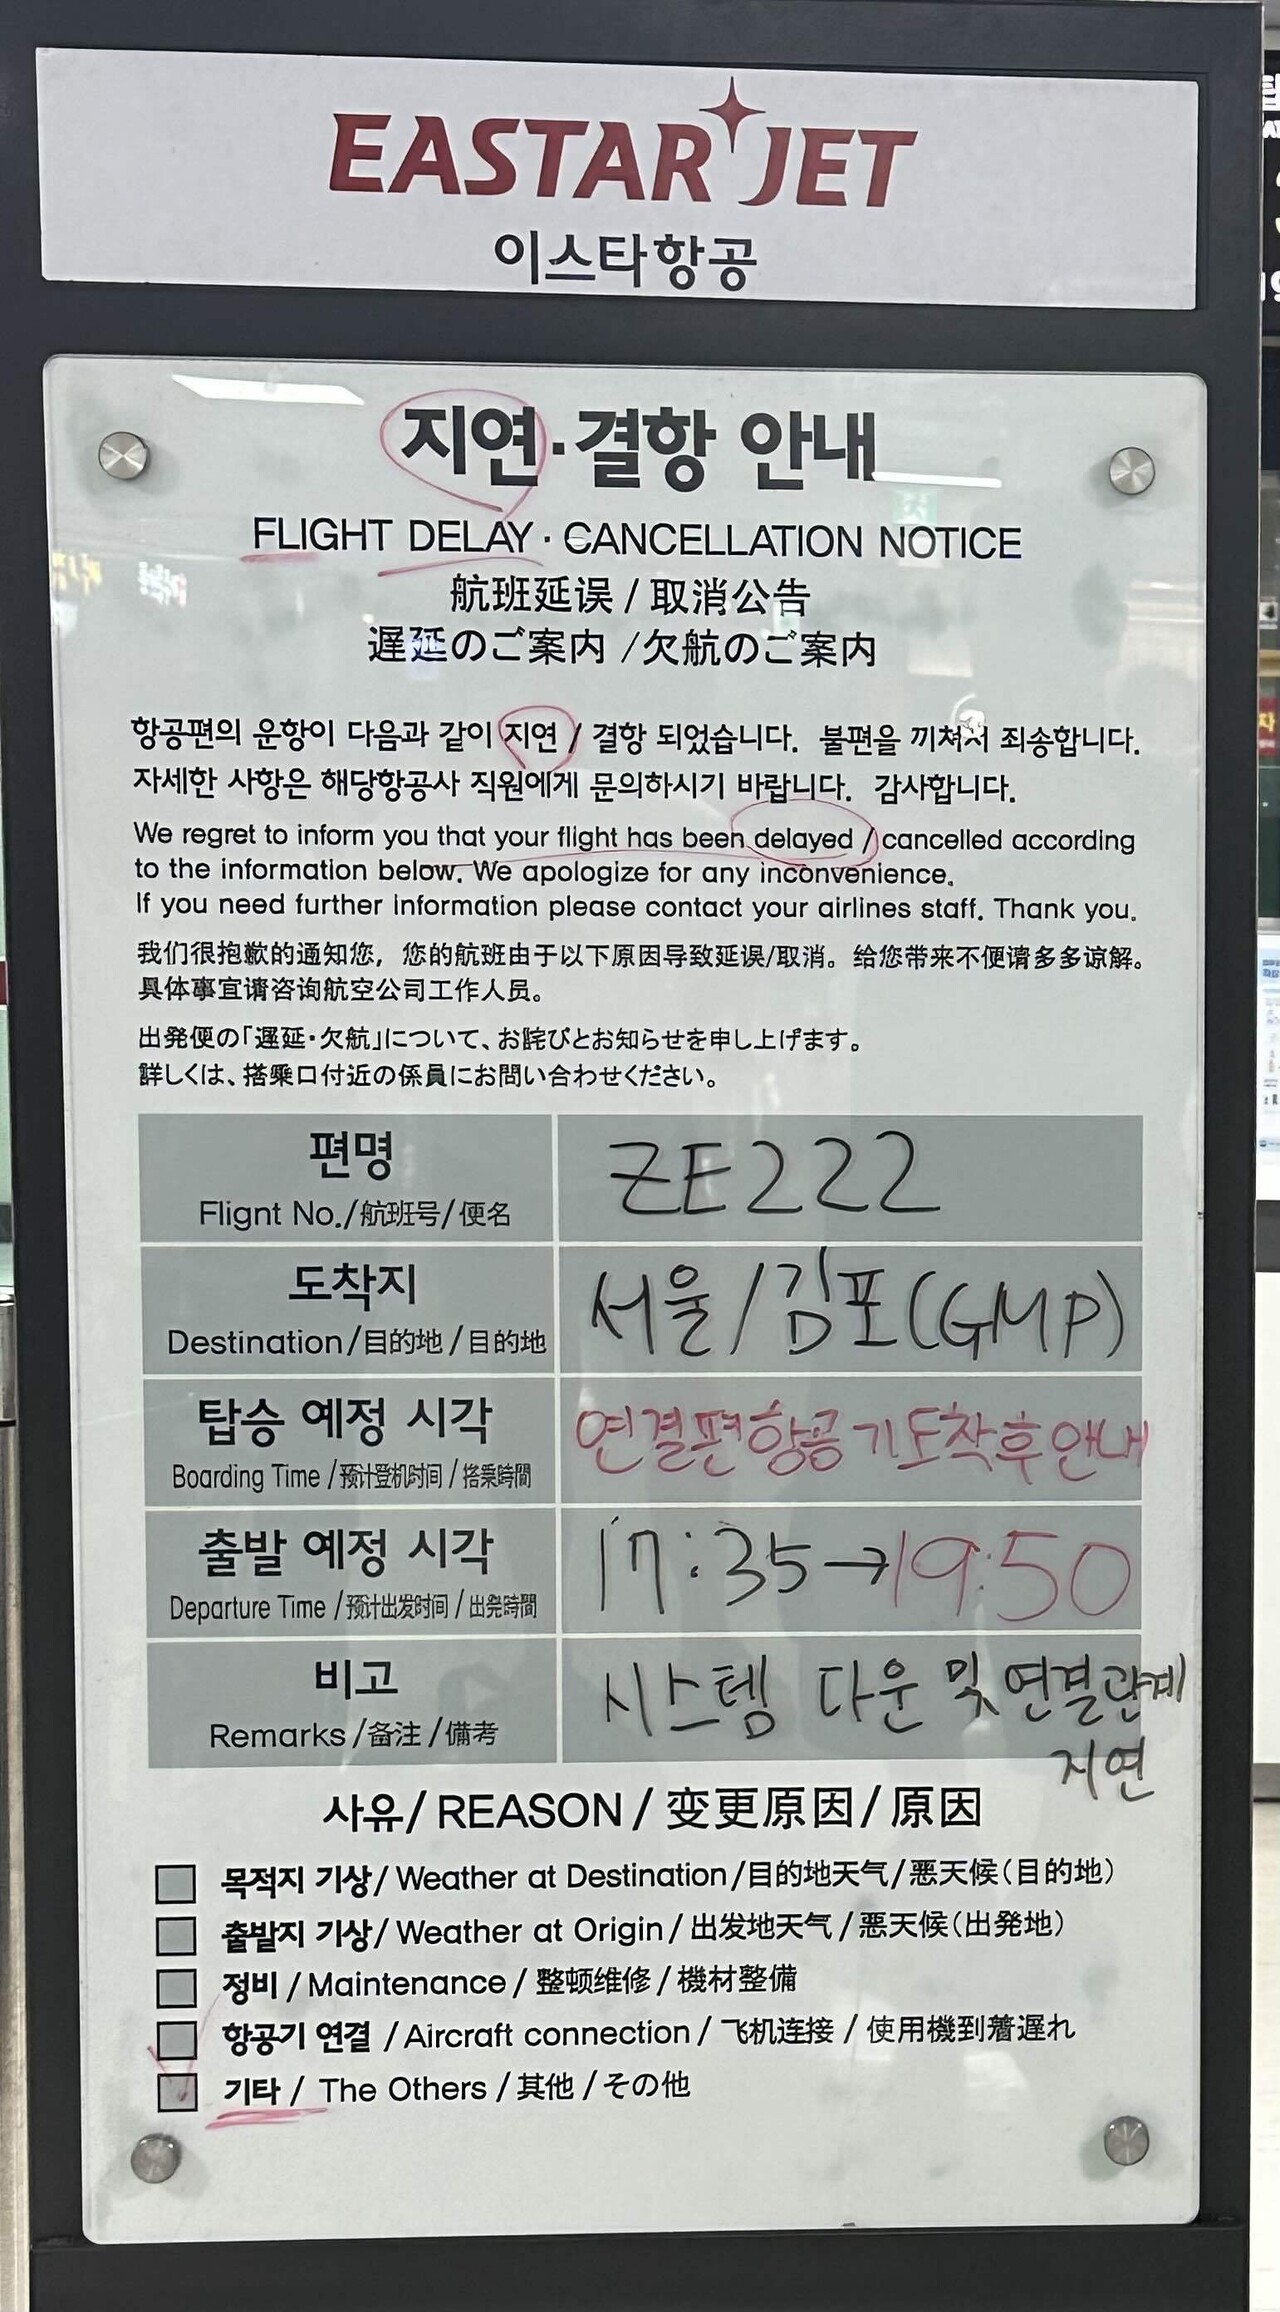 EASTAR JET
이스타항공
지연·결항 안내
FLIGHT DELAY · CANCELLATION NOTICE
航班延误 / 取消公告
遅延のご案内 /欠航のご案内
항공편의 운항이 다음과 같이 지연 / 결항 되었습니다. 불편을 끼쳐서 죄송합니다.
자세한 사항은 해당항공사 직원에게 문의하시기 바랍니다. 감사합니다.
We regret to inform you that your flight has been delayed / cancelled according
to the information below. We apologize for any inconvenience.
If you need further information please contact your airlines staff. Thank you.
我们很抱歉的通知您, 您的航班由于以下原因导致延误/取消。给您带来不便请多多谅解。
具体事宜请咨询航空公司工作人员。
出発便の「遅延·欠航」について、お詫びとお知らせを申し上げます。
詳しくは、搭乗口付近の係員にお問い合わせください。
편명
Flignt No./航班号/便名
ZE222
도착지
Destination/目的地/目的地
서울/김포(GMP)
탑승 예정 시각
Boarding Time /预计登机时间 /搭乗時間
연결편 항공기 도착 후 안내
출발 예정 시각
Departure Time /预计出发时间 /出発時間
17:35→19:50
비고
Remarks/备注/備考
시스템 다운 및 연결관계
지연
사유/ REASON / 变更原因/ 原因
목적지 기상/ Weather at Destination/目的地天气/悪天候(目的地)
출발지 기상/ Weather at Origin / 出发地天气 / 悪天候(出発地)
정비 / Maintenance / 整顿维修 / 機材整備
항공기 연결 / Aircraft connection / 飞机连接 / 使用機到着遅れ
기타 / The Others / 其他 / その他